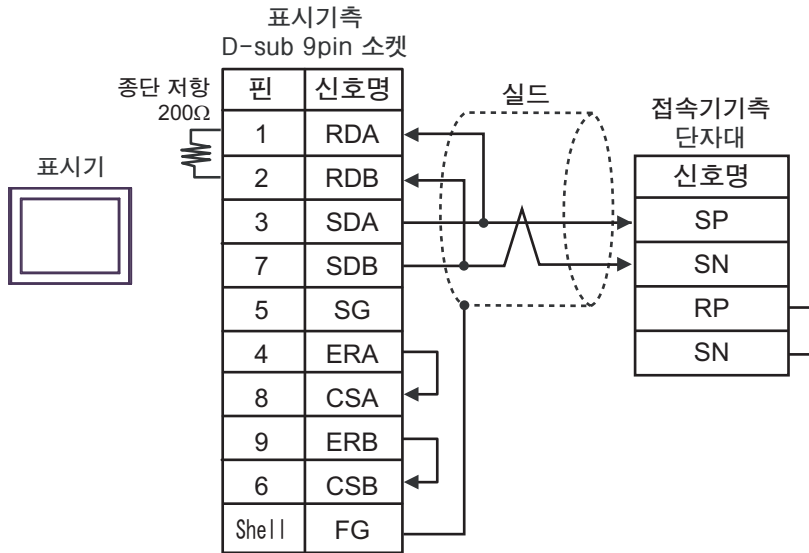 표시기측
D-sub 9pin 소켓
종단 저항
200Ω
핀 신호명
1 RDA
2 RDB
3 SDA
7 SDB
5 SG
4 ERA
8 CSA
9 ERB
6 CSB
Shell FG
표시기
실드
접속기기측
단자대
신호명
SP
SN
RP
SN